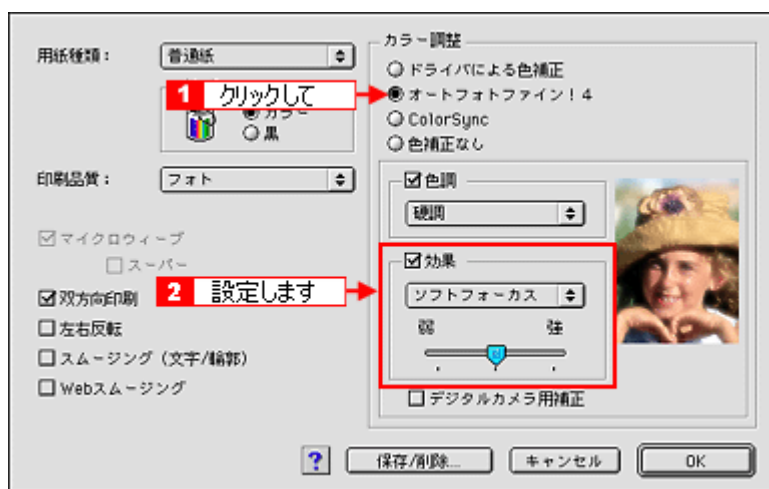 用紙種類：
普通紙
1 クリックして
カラー
黒
印刷品質：
フォト
マイクロウィーブ
スーパー
双方向印刷
2 設定します
左右反転
スムージング（文字/輪郭）
Webスムージング
カラー調整
ドライバによる色補正
オートフォトファイン！4
ColorSync
色補正なし
色調
硬調
効果
ソフトフォーカス
弱 強
デジタルカメラ用補正
?
保存/削除...
キャンセル
OK